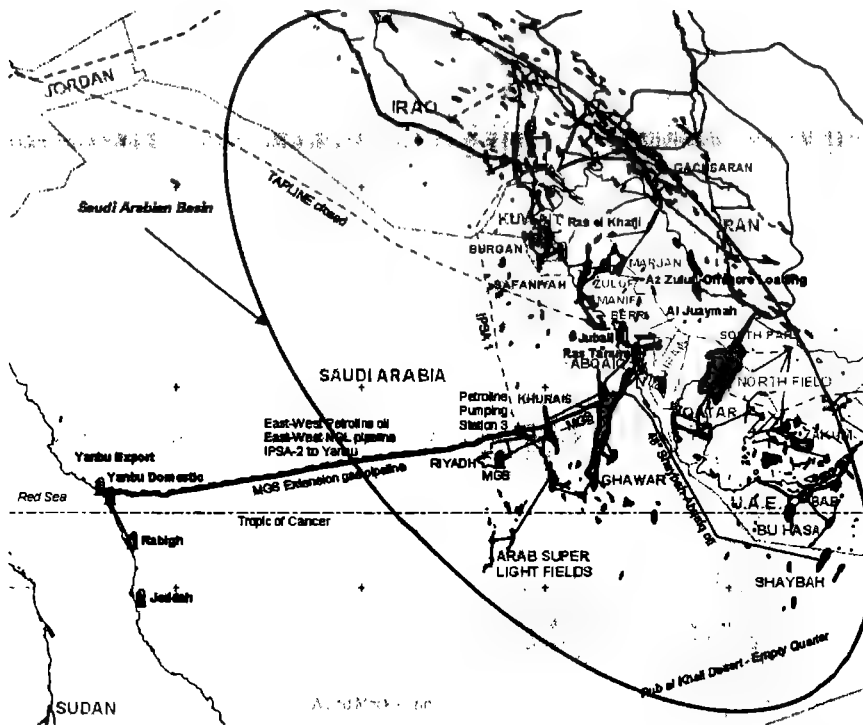 JORDAN
IRAQ
GACHSARAN
Saudi Arabian Basin
TAPLINE closed
KUWAIT
Ras el Khafji
IRAN
BURGAN
MARJAN
SAFANIYAH
ZULUF
Az Zuluf-Offshore Loading
MANIFA
BERRI
Al Juaymah
IPSA 1
Jubail
SOUTH PARS
Ras Tanura
ABQAIQ
SAUDI ARABIA
NORTH FIELD
Petroline
Pumping
Station 3
KHURAIS
MGS
QATAR
East-West Petroline oil
East-West NGL pipeline
IPSA-2 to Yanbu
Yanbu Export
Yanbu Domestic
RIYADH
MGS
MGS Extension gas pipeline
GHAWAR
Red Sea
U.A.E.
BAB
Tropic of Cancer
BU HASA
Rabigh
ARAB SUPER
LIGHT FIELDS
SHAYBAH
Jeddah
Rub al Khali Desert - Empty Quarter
SUDAN